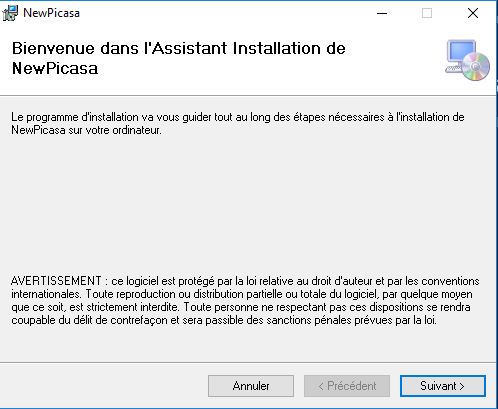 NewPicasa
Bienvenue dans l'Assistant Installation de
NewPicasa
Le programme d'installation va vous guider tout au long des étapes nécessaires à l'installation de
NewPicasa sur votre ordinateur.
AVERTISSEMENT : ce logiciel est protégé par la loi relative au droit d'auteur et par les conventions
internationales. Toute reproduction ou distribution partielle ou totale du logiciel, par quelque moyen
que ce soit, est strictement interdite. Toute personne ne respectant pas ces dispositions se rendra
coupable du délit de contrefaçon et sera passible des sanctions pénales prévues par la loi.
Annuler
< Précédent
Suivant >